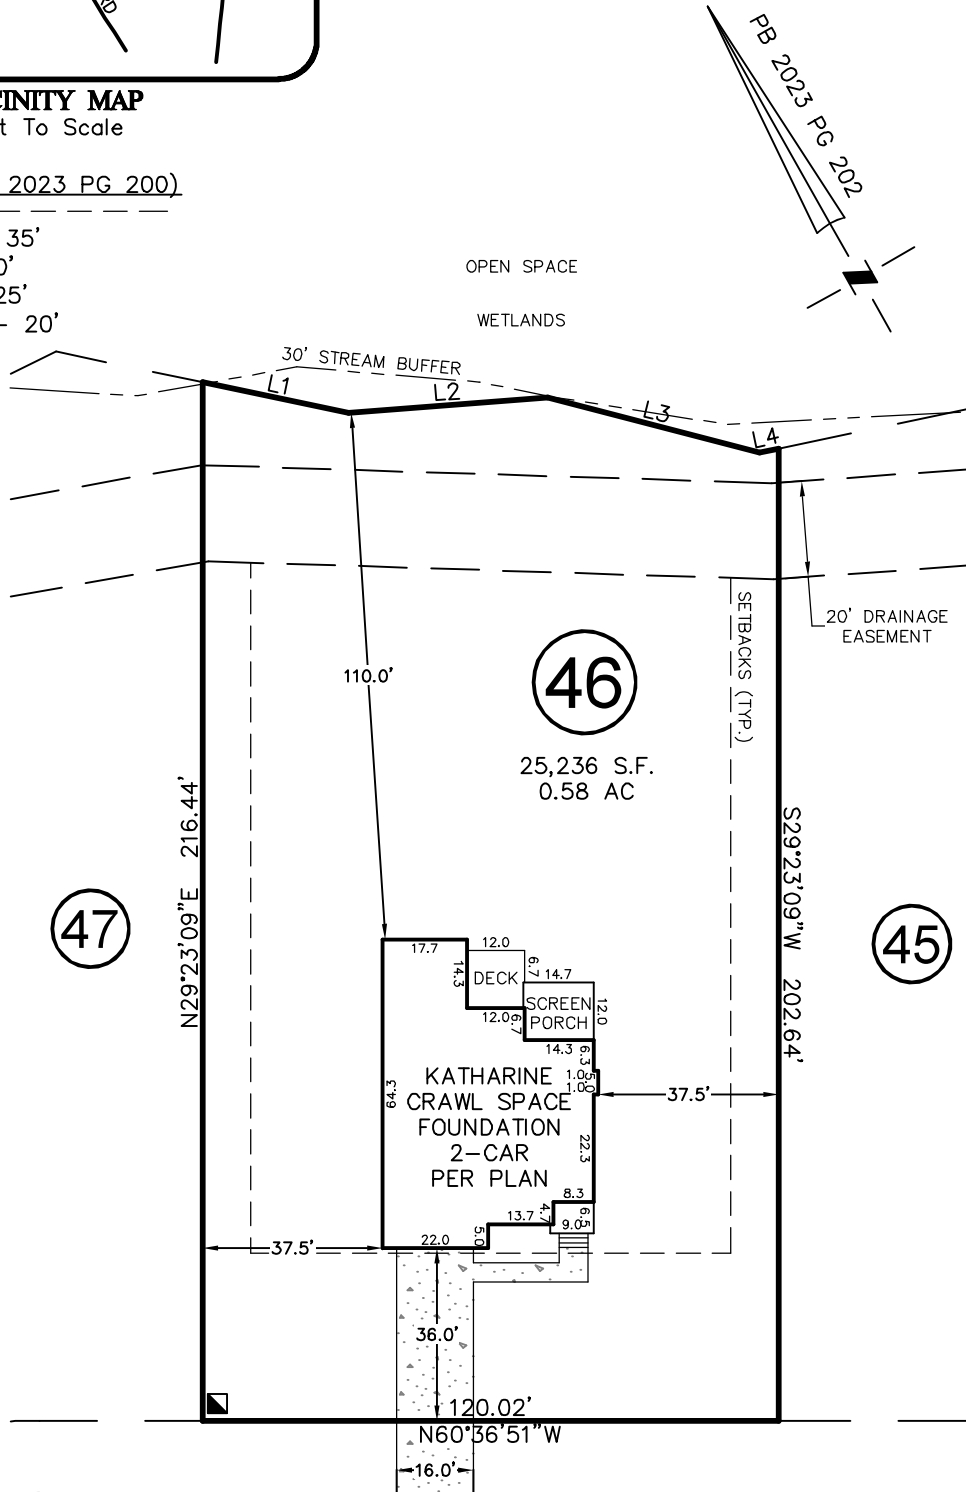 RD
CINITY MAP
t To Scale
2023 PG 200)
35'
0'
25'
- 20'
PB 2023 PG 202
OPEN SPACE
WETLANDS
30' STREAM BUFFER
L1
L2
L3
L4
20' DRAINAGE
EASEMENT
SETBACKS (TYP.)
110.0'
46
25,236 S.F.
0.58 AC
N29°23'09"E 216.44'
S29°23'09"W 202.64'
47
45
17.7
12.0
14.3
DECK
6.7
14.7
SCREEN
PORCH
12.0
12.0
6.7
14.3
6.3
1.0
5.0
1.0
64.3
KATHARINE
CRAWL SPACE
FOUNDATION
2-CAR
PER PLAN
37.5'
22.3
8.3
4.7
6.5
13.7
9.0
5.0
22.0
37.5'
36.0'
120.02'
N60°36'51"W
16.0'